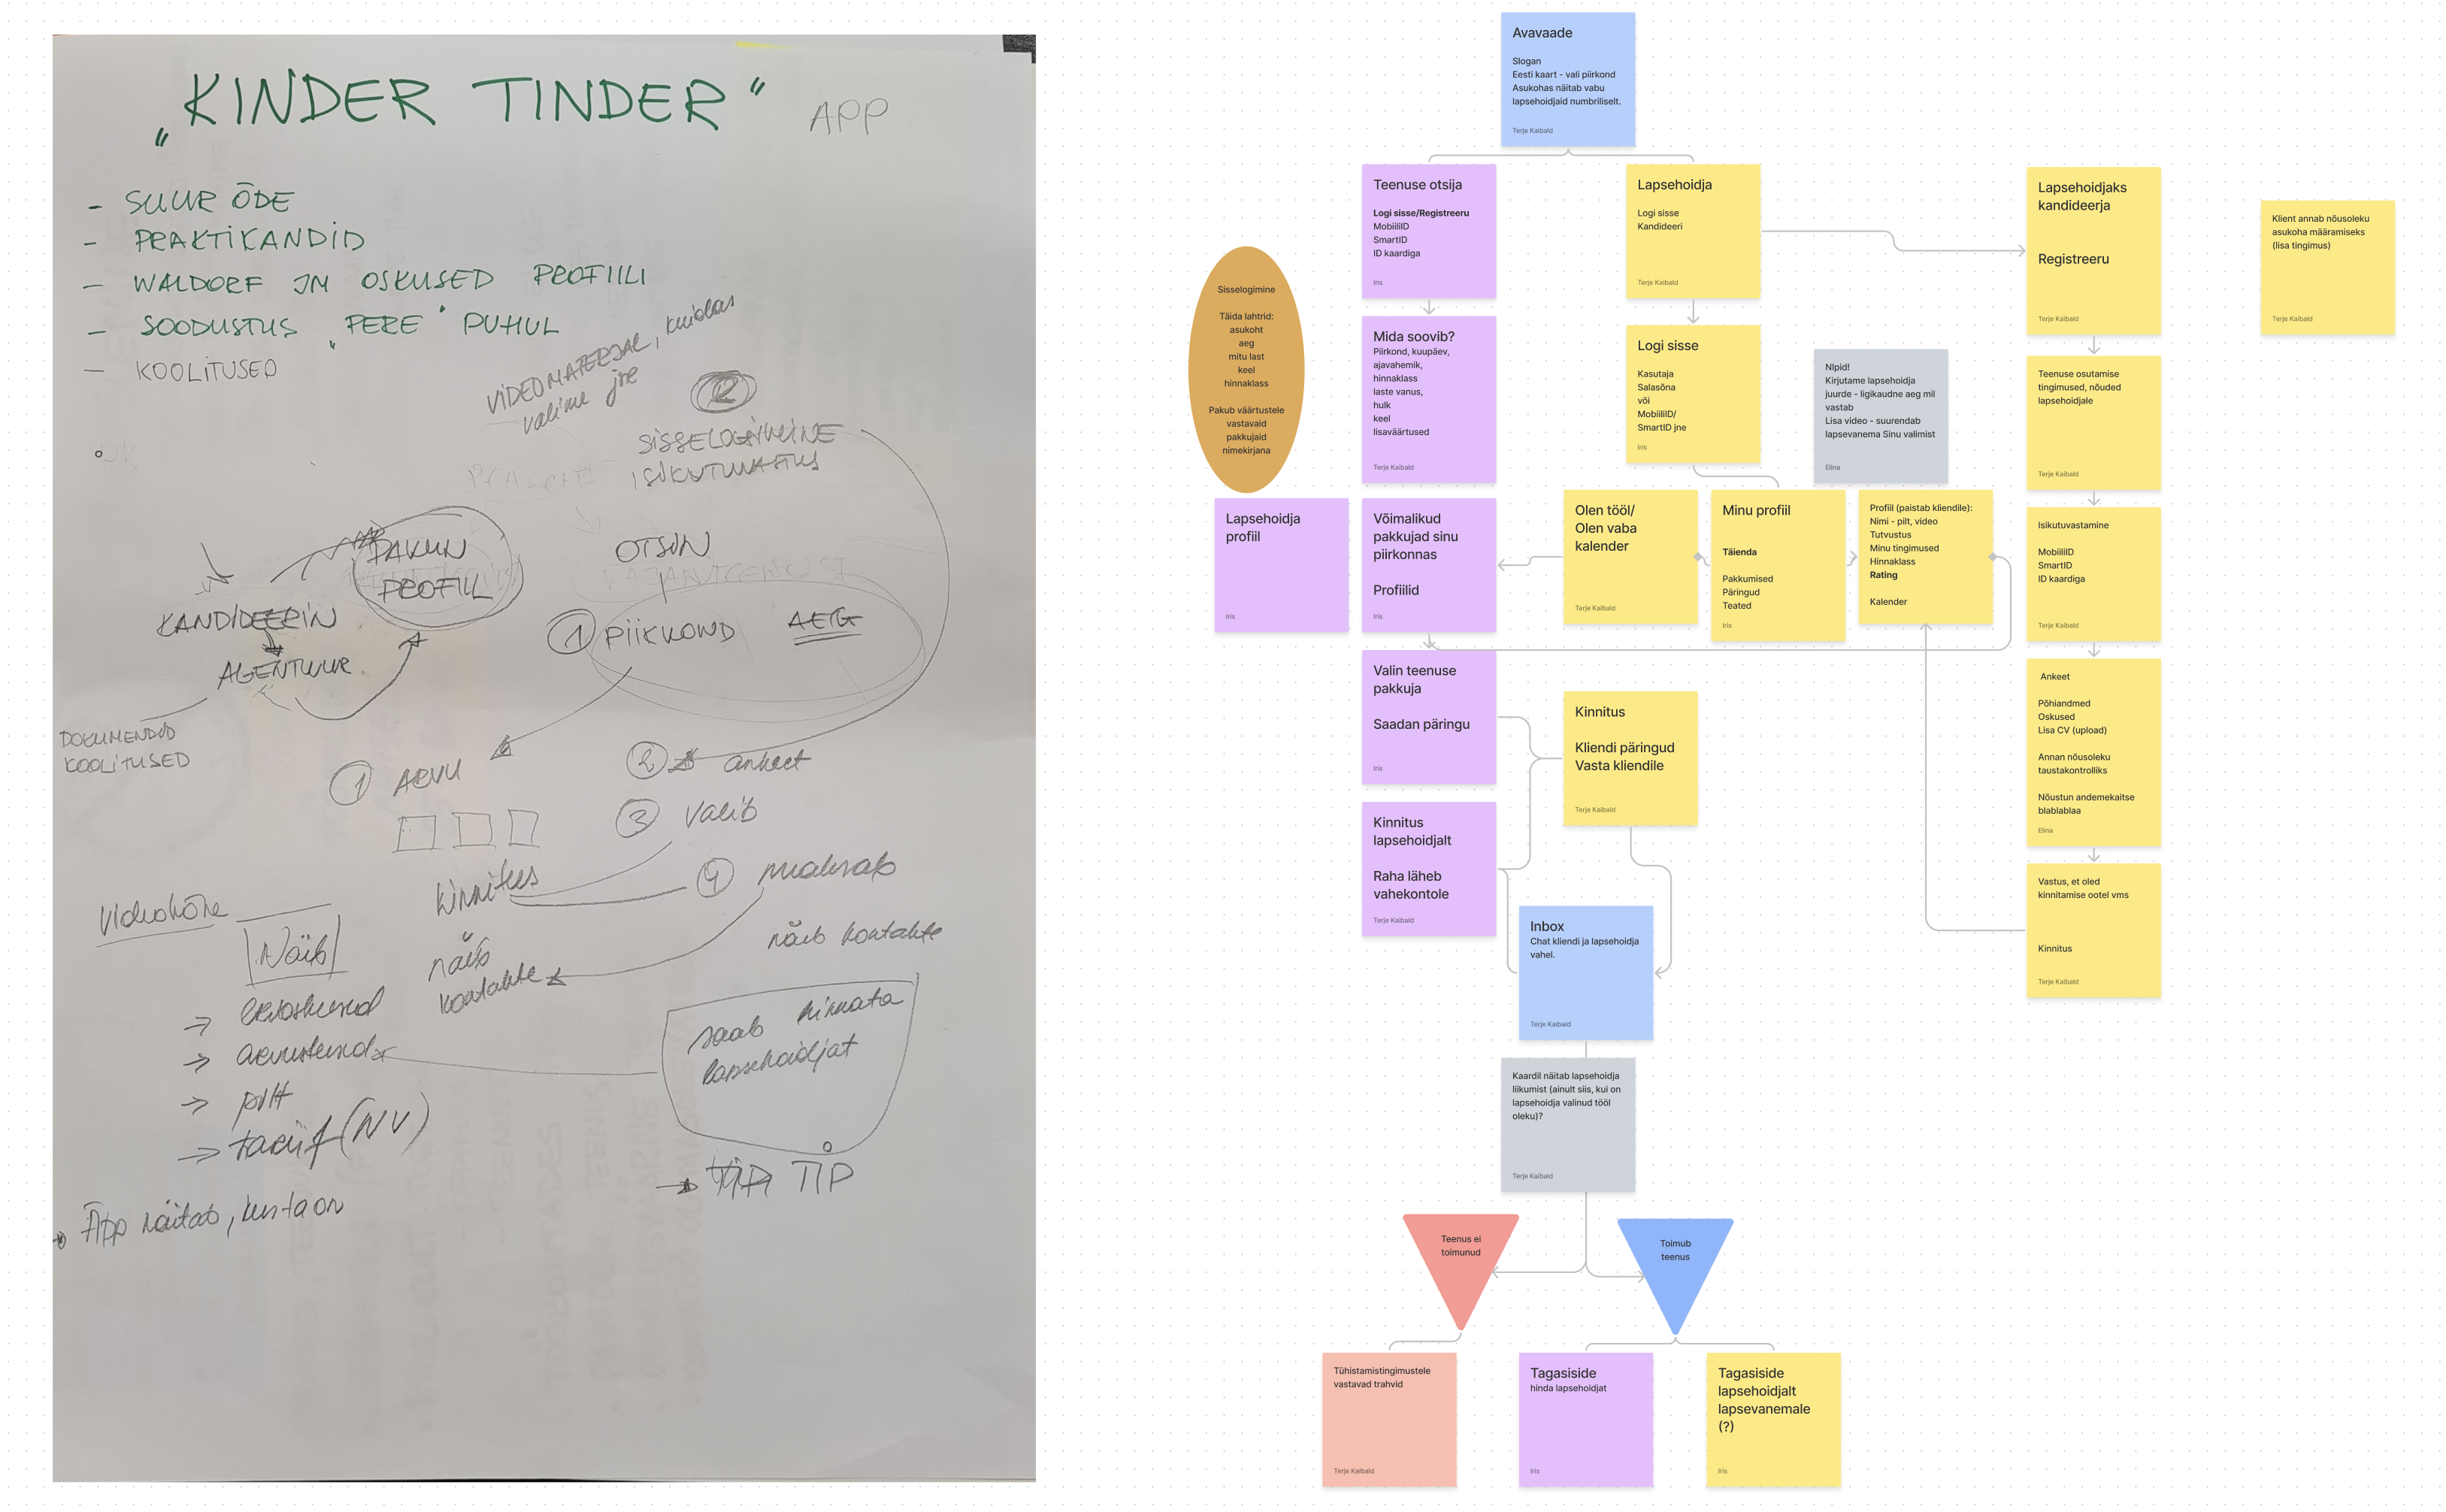 „KINDER TINDER"
APP
- SUUR ÕDE
- PRAKTIKANDID
- WALDORF JM OSKUSED PROFIILI
- SOODUSTUS „PERE" PUHUL
- KOOLITUSED
VIDEOMATERJAL, kuidas
valime jne
2
SISSELOGIMINE
ISIKUTUVASTUS
PAKUN
PROFIIL
OTSIN
KANDIDEERIN
AGENTUUR
1 PIIRKOND AEG
DOKUMENDID
KOOLITUSED
1 ARVU
2 ankeet
3 valib
kinnitus
4 maksab
Videokõne
Näib
näeb
kontakte
näeb kontakte
→ erioskused
→ arvustused
→ pilt
→ tariif (NV)
saab hinnata
lapsehoidjat
→ TIP TIP
Äpp näitab, kus ta on
Avavaade
Slogan
Eesti kaart - vali piirkond
Asukohas näitab vabu
lapsehoidjaid numbriliselt.
Terje Kaibald
Teenuse otsija
Logi sisse/Registreeru
MobiiliID
SmartID
ID kaardiga
Iris
Lapsehoidja
Logi sisse
Kandideeri
Terje Kaibald
Lapsehoidjaks
kandideerja
Registreeru
Terje Kaibald
Klient annab nõusoleku
asukoha määramiseks
(lisa tingimus)
Terje Kaibald
Sisselogimine
Täida lahtrid:
asukoht
aeg
mitu last
keel
hinnaklass
Pakub väärtustele
vastavaid
pakkujaid
nimekirjana
Mida soovib?
Piirkond, kuupäev,
ajavahemik,
hinnaklass
laste vanus,
hulk
keel
lisaväärtused
Terje Kaibald
Logi sisse
Kasutaja
Salasõna
või
MobiiliID/
SmartID jne
Iris
NIpid!
Kirjutame lapsehoidja
juurde - ligikaudne aeg mil
vastab
Lisa video - suurendab
lapsevanema Sinu valimist
Elina
Teenuse osutamise
tingimused, nõuded
lapsehoidjale
Terje Kaibald
Lapsehoidja
profiil
Iris
Võimalikud
pakkujad sinu
piirkonnas
Profiilid
Iris
Olen tööl/
Olen vaba
kalender
Terje Kaibald
Minu profiil
Täienda
Pakkumised
Päringud
Teated
Iris
Profiil (paistab kliendile):
Nimi - pilt, video
Tutvustus
Minu tingimused
Hinnaklass
Rating
Kalender
Isikutuvastamine
MobiiliID
SmartID
ID kaardiga
Terje Kaibald
Valin teenuse
pakkuja
Saadan päringu
Iris
Kinnitus
Kliendi päringud
Vasta kliendile
Terje Kaibald
Ankeet
Põhiandmed
Oskused
Lisa CV (upload)
Annan nõusoleku
taustakontrolliks
Nõustun andemekaitse
blablablaa
Elina
Kinnitus
lapsehoidjalt
Raha läheb
vahekontole
Terje Kaibald
Vastus, et oled
kinnitamise ootel vms
Kinnitus
Terje Kaibald
Inbox
Chat kliendi ja lapsehoidja
vahel.
Terje Kaibald
Kaardil näitab lapsehoidja
liikumist (ainult siis, kui on
lapsehoidja valinud tööl
oleku)?
Terje Kaibald
Teenus ei
toimunud
Toimub
teenus
Tühistamistingimustele
vastavad trahvid
Terje Kaibald
Tagasiside
hinda lapsehoidjat
Iris
Tagasiside
lapsehoidjalt
lapsevanemale
(?)
Iris